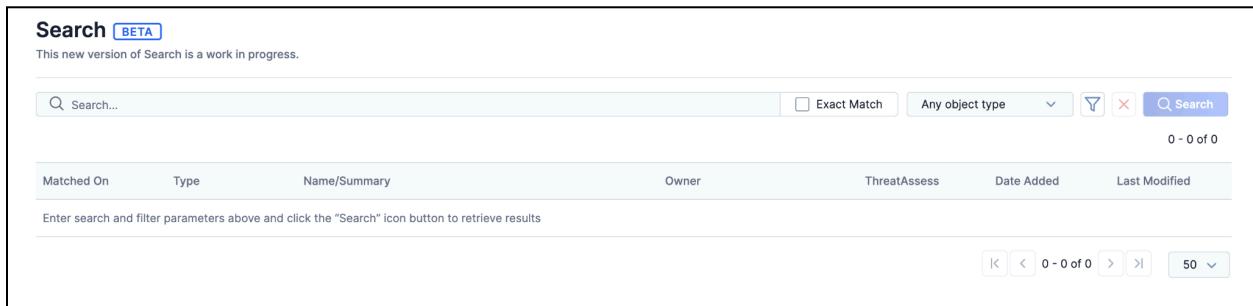 Search BETA
This new version of Search is a work in progress.
Search... Exact Match Any object type Search
0 - 0 of 0
Matched On Type Name/Summary Owner ThreatAssess Date Added Last Modified
Enter search and filter parameters above and click the “Search” icon button to retrieve results
0 - 0 of 0 50